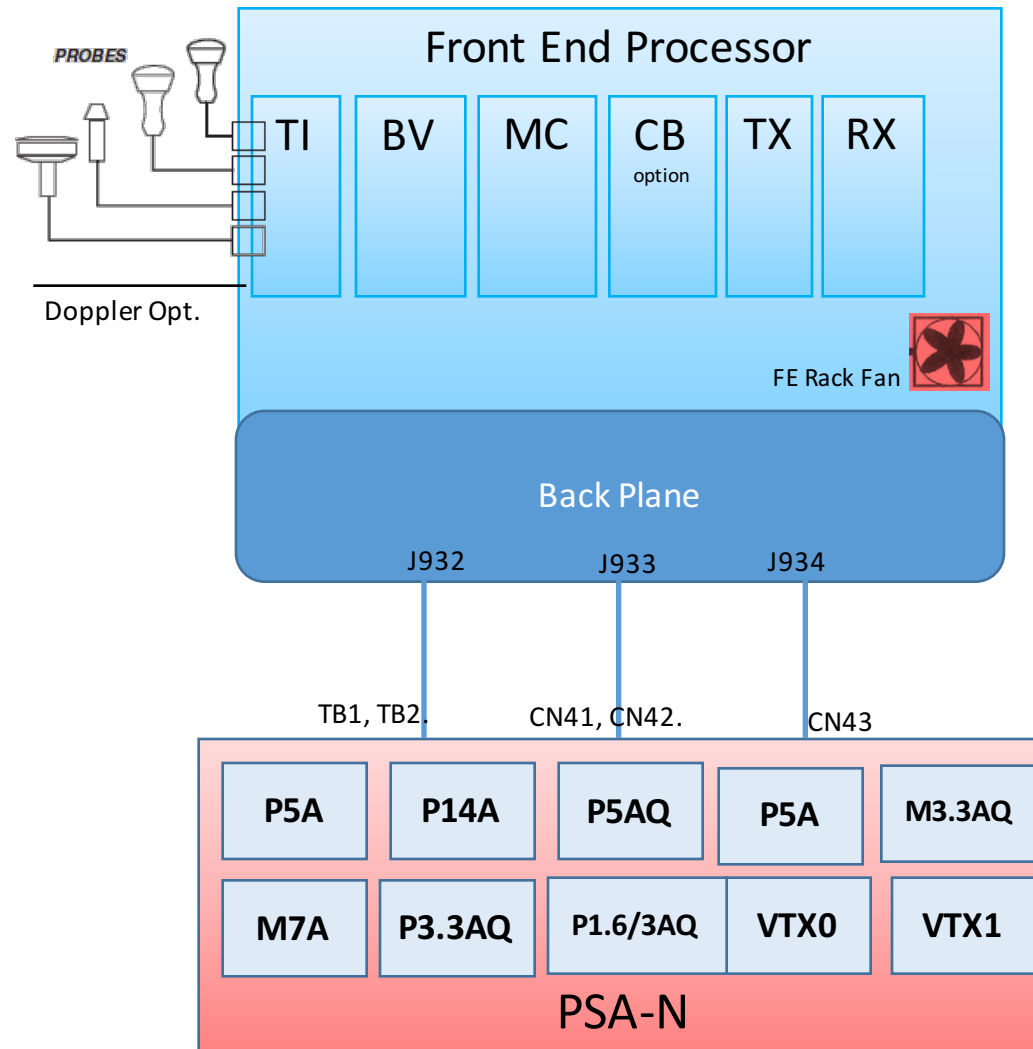 Front End Processor
PROBES
TI
BV
MC
CB
option
TX
RX
Doppler Opt.
FE Rack Fan
Back Plane
J932
J933
J934
TB1, TB2.
CN41, CN42.
CN43
P5A
P14A
P5AQ
P5A
M3.3AQ
M7A
P3.3AQ
P1.6/3AQ
VTX0
VTX1
PSA-N